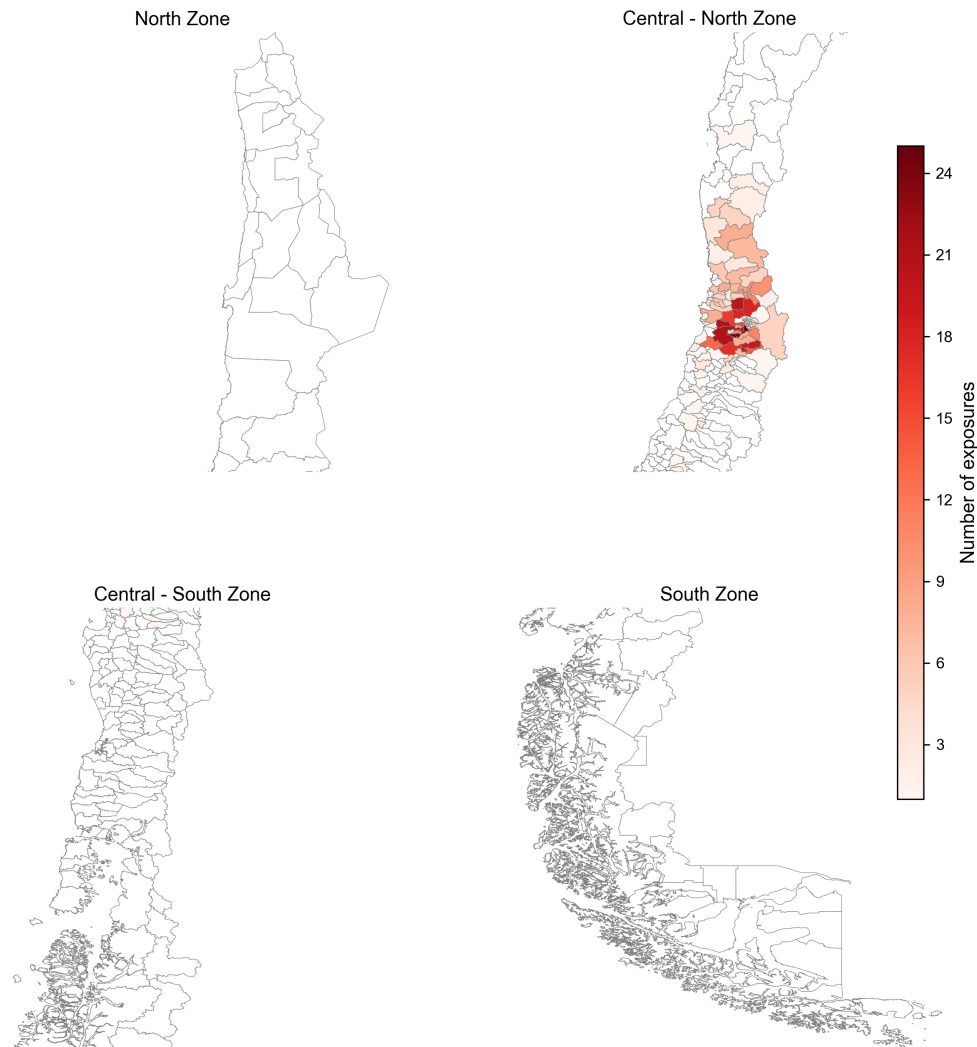 North Zone
Central - North Zone
24
21
18
15
12
9
6
3
Number of exposures
Central - South Zone
South Zone